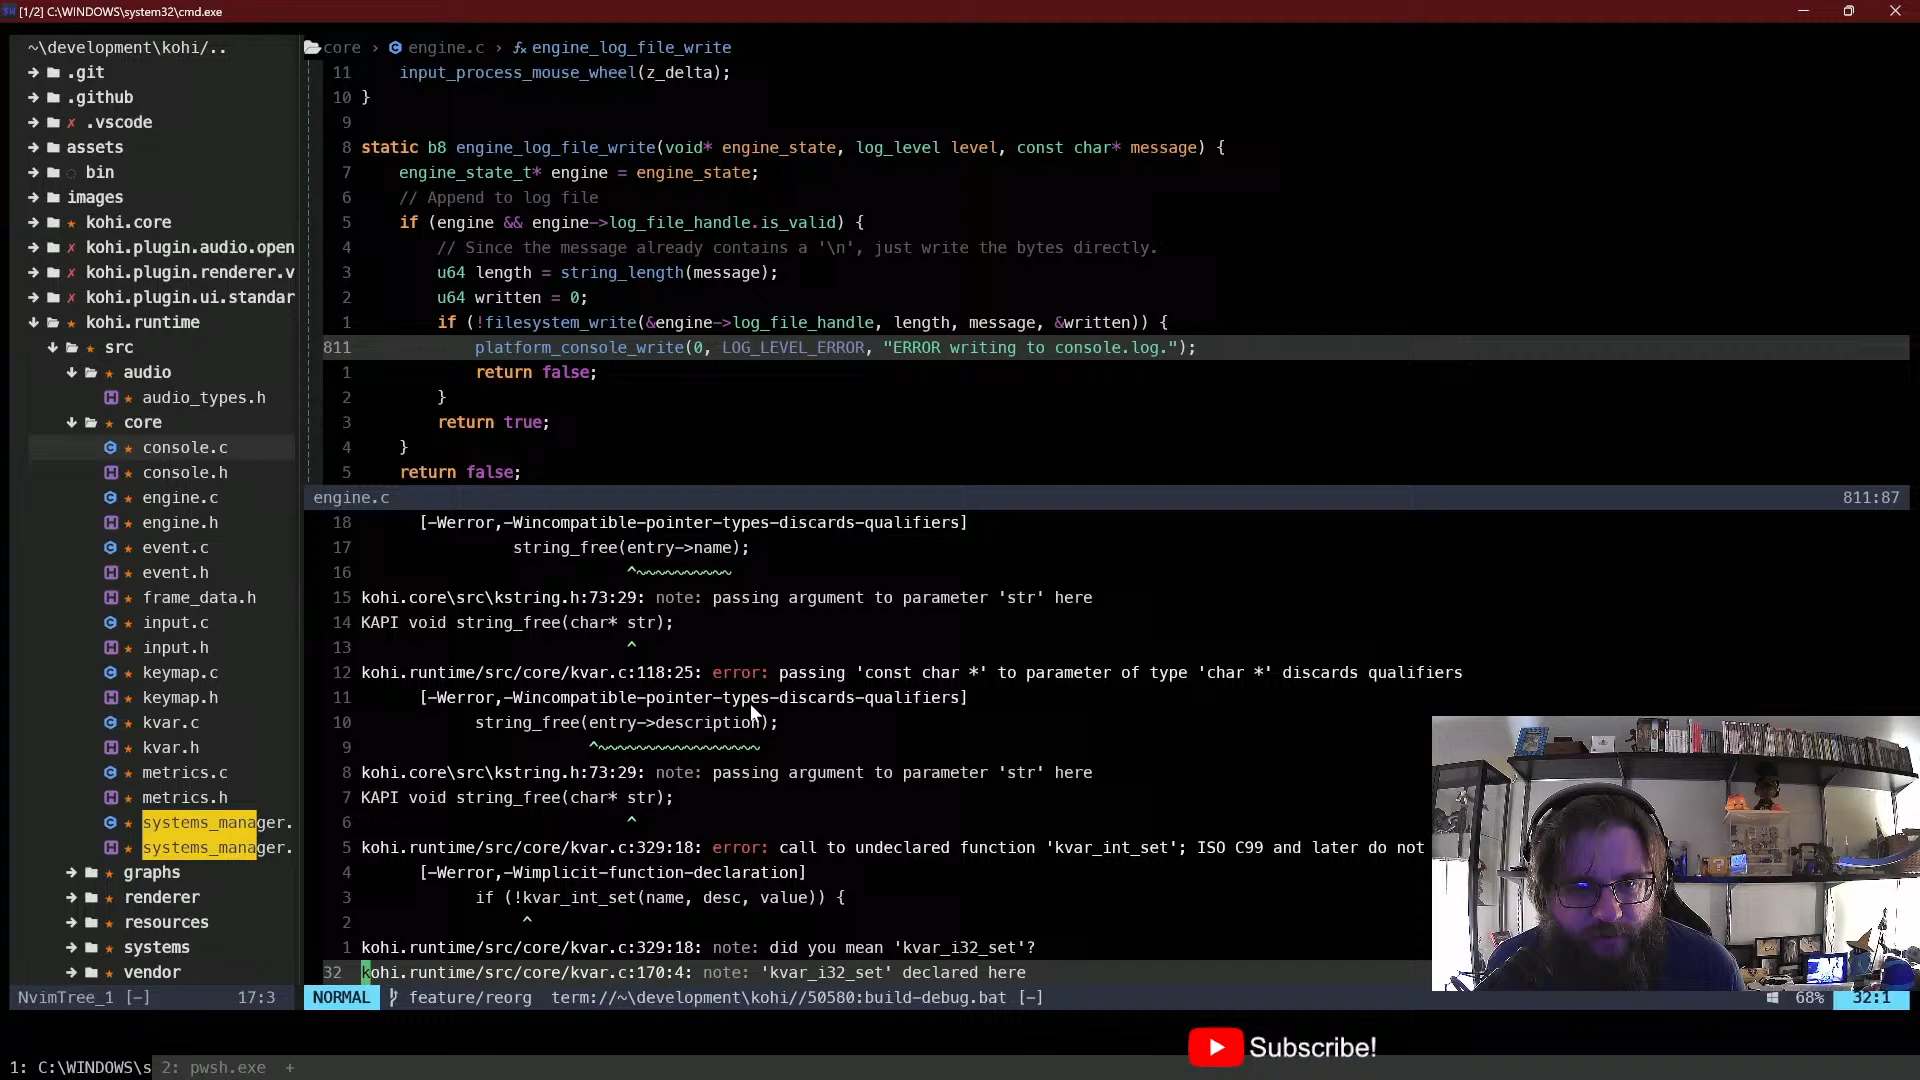 [1/2] C:\WINDOWS\system32\cmd.exe
~\development\kohi/..
.git
.github
✗ .vscode
assets
bin
images
★ kohi.core
✗ kohi.plugin.audio.open
✗ kohi.plugin.renderer.v
✗ kohi.plugin.ui.standar
★ kohi.runtime
★ src
★ audio
★ audio_types.h
★ core
★ console.c
★ console.h
★ engine.c
★ engine.h
★ event.c
★ event.h
★ frame_data.h
★ input.c
★ input.h
★ keymap.c
★ keymap.h
★ kvar.c
★ kvar.h
★ metrics.c
★ metrics.h
★ systems_manager.
★ systems_manager.
★ graphs
★ renderer
★ resources
★ systems
★ vendor
NvimTree_1 [-] 17:3
core › engine.c › engine_log_file_write
11 input_process_mouse_wheel(z_delta);
10 }
9
8 static b8 engine_log_file_write(void* engine_state, log_level level, const char* message) {
7 engine_state_t* engine = engine_state;
6 // Append to log file
5 if (engine && engine->log_file_handle.is_valid) {
4 // Since the message already contains a '\n', just write the bytes directly.
3 u64 length = string_length(message);
2 u64 written = 0;
1 if (!filesystem_write(&engine->log_file_handle, length, message, &written)) {
811 platform_console_write(0, LOG_LEVEL_ERROR, "ERROR writing to console.log.");
1 return false;
2 }
3 return true;
4 }
5 return false;
engine.c 811:87
18 [-Werror,-Wincompatible-pointer-types-discards-qualifiers]
17 string_free(entry->name);
16 ^~~~~~~~~~~
15 kohi.core\src\kstring.h:73:29: note: passing argument to parameter 'str' here
14 KAPI void string_free(char* str);
13 ^
12 kohi.runtime/src/core/kvar.c:118:25: error: passing 'const char *' to parameter of type 'char *' discards qualifiers
11 [-Werror,-Wincompatible-pointer-types-discards-qualifiers]
10 string_free(entry->description);
9 ^~~~~~~~~~~~~~~~~~
8 kohi.core\src\kstring.h:73:29: note: passing argument to parameter 'str' here
7 KAPI void string_free(char* str);
6 ^
5 kohi.runtime/src/core/kvar.c:329:18: error: call to undeclared function 'kvar_int_set'; ISO C99 and later do not
4 [-Werror,-Wimplicit-function-declaration]
3 if (!kvar_int_set(name, desc, value)) {
2 ^
1 kohi.runtime/src/core/kvar.c:329:18: note: did you mean 'kvar_i32_set'?
32 kohi.runtime/src/core/kvar.c:170:4: note: 'kvar_i32_set' declared here
NORMAL feature/reorg term://~\development\kohi//50580:build-debug.bat [-] 68% 32:1
Subscribe!
1: C:\WINDOWS\s 2: pwsh.exe +